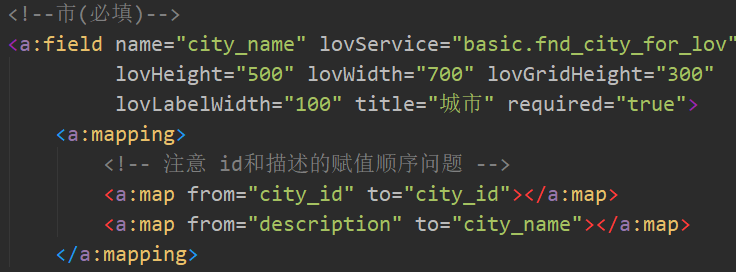 <!--市(必填)-->
<a:field name="city_name" lovService="basic.fnd_city_for_lov"
lovHeight="500" lovWidth="700" lovGridHeight="300"
lovLabelWidth="100" title="城市" required="true">
<a:mapping>
<!-- 注意 id和描述的赋值顺序问题 -->
<a:map from="city_id" to="city_id"></a:map>
<a:map from="description" to="city_name"></a:map>
</a:mapping>